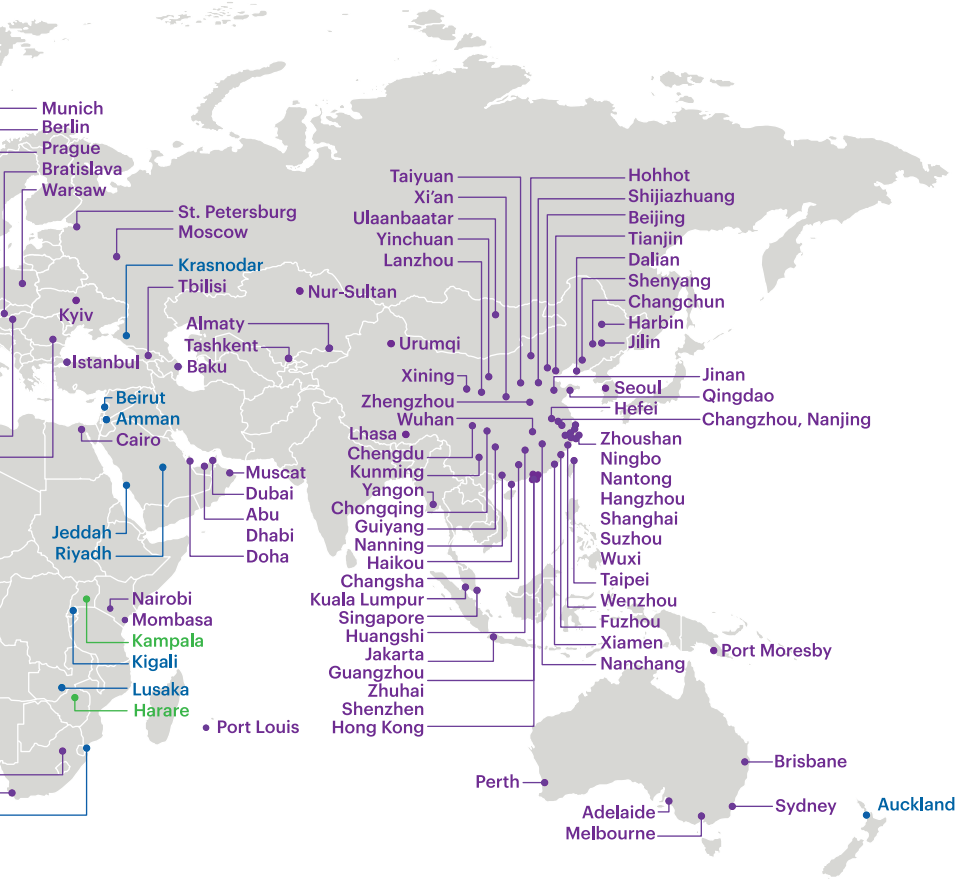 Munich
Berlin
Prague
Bratislava
Warsaw
St. Petersburg
Moscow
Krasnodar
Tbilisi
Nur-Sultan
Kyiv
Almaty
Tashkent
Istanbul
Baku
Urumqi
Beirut
Amman
Cairo
Muscat
Dubai
Abu
Dhabi
Doha
Jeddah
Riyadh
Nairobi
Mombasa
Kampala
Kigali
Lusaka
Harare
Port Louis
Taiyuan
Xi’an
Ulaanbaatar
Yinchuan
Lanzhou
Xining
Zhengzhou
Wuhan
Lhasa
Chengdu
Kunming
Yangon
Chongqing
Guiyang
Nanning
Haikou
Changsha
Kuala Lumpur
Singapore
Huangshi
Jakarta
Guangzhou
Zhuhai
Shenzhen
Hong Kong
Hohhot
Shijiazhuang
Beijing
Tianjin
Dalian
Shenyang
Changchun
Harbin
Jilin
Jinan
Seoul
Qingdao
Hefei
Changzhou, Nanjing
Zhoushan
Ningbo
Nantong
Hangzhou
Shanghai
Suzhou
Wuxi
Taipei
Wenzhou
Fuzhou
Xiamen
Nanchang
Port Moresby
Brisbane
Perth
Sydney
Adelaide
Melbourne
Auckland